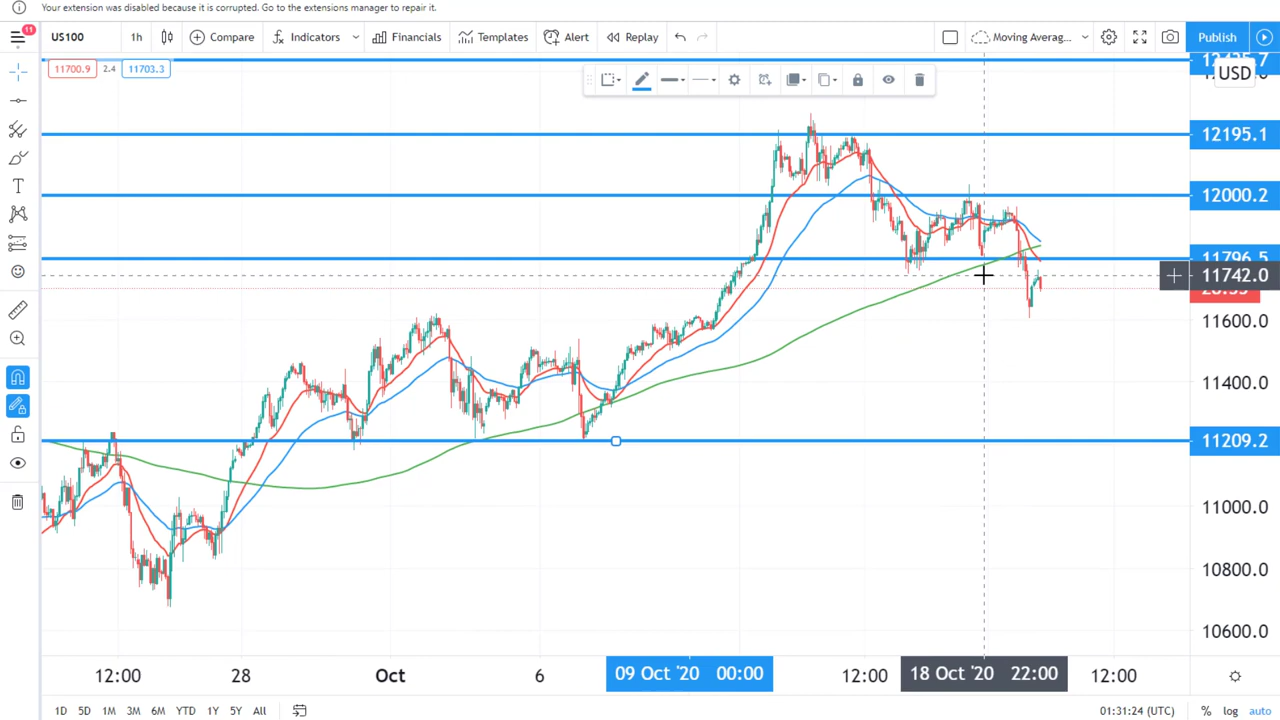 Your extension was disabled because it is corrupted. Go to the extensions manager to repair it.
11
US100
1h
Compare
Indicators
Financials
Templates
Alert
Replay
Moving Averag...
Publish
11700.9
2.4
11703.3
USD
12195.1
12000.2
11796.5
11742.0
11600.0
11400.0
11209.2
11000.0
10800.0
10600.0
12:00
28
Oct
6
09 Oct '20 00:00
12:00
18 Oct '20 22:00
12:00
1D
5D
1M
3M
6M
YTD
1Y
5Y
All
01:31:24 (UTC)
%
log
auto